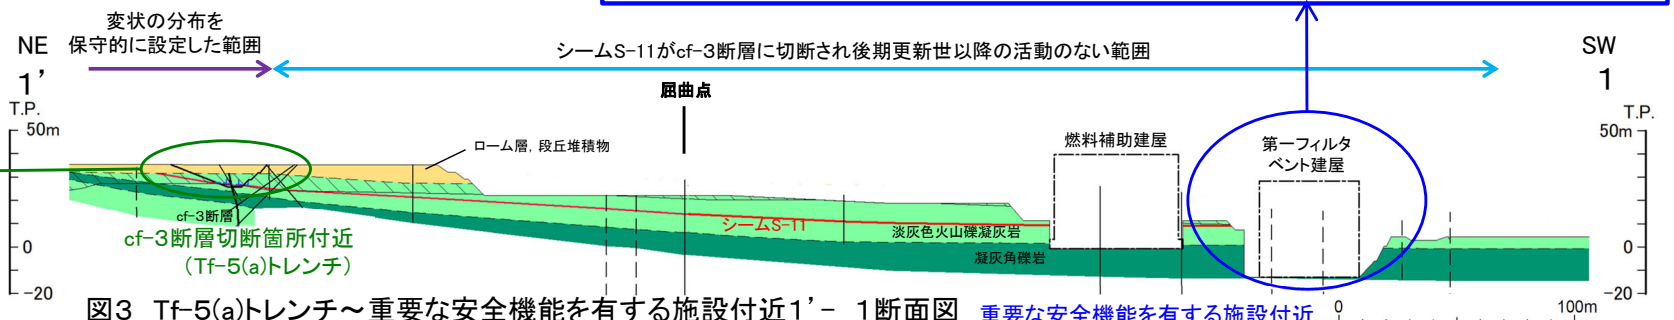 変状の分布を
保守的に設定した範囲
NE
1’
T.P.
50m
0
−20
シームS-11がcf-3断層に切断され後期更新世以降の活動のない範囲
SW
1
T.P.
50m
0
−20
屈曲点
ローム層, 段丘堆積物
燃料補助建屋
第一フィルタ
ベント建屋
cf-3断層
cf-3断層切断箇所付近
(Tf-5(a)トレンチ)
シームS-11
淡灰色火山礫凝灰岩
凝灰角礫岩
図3 Tf-5(a)トレンチ～重要な安全機能を有する施設付近1’- 1断面図
重要な安全機能を有する施設付近
0
100m